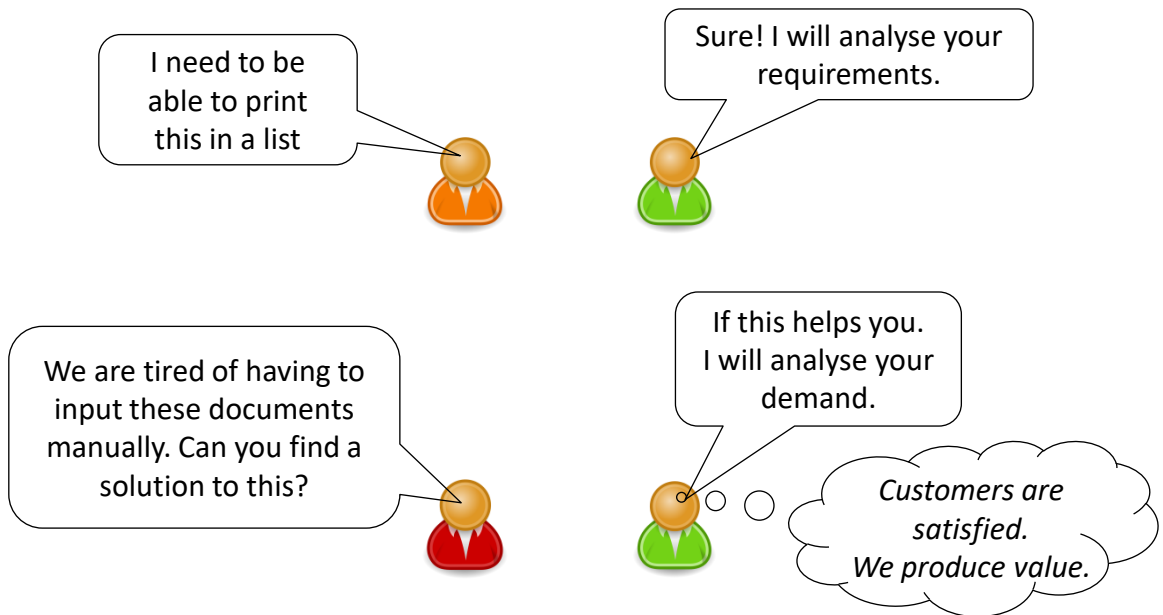 I need to be
able to print
this in a list
Sure! I will analyse your
requirements.
We are tired of having to
input these documents
manually. Can you find a
solution to this?
If this helps you.
I will analyse your
demand.
Customers are
satisfied.
We produce value.